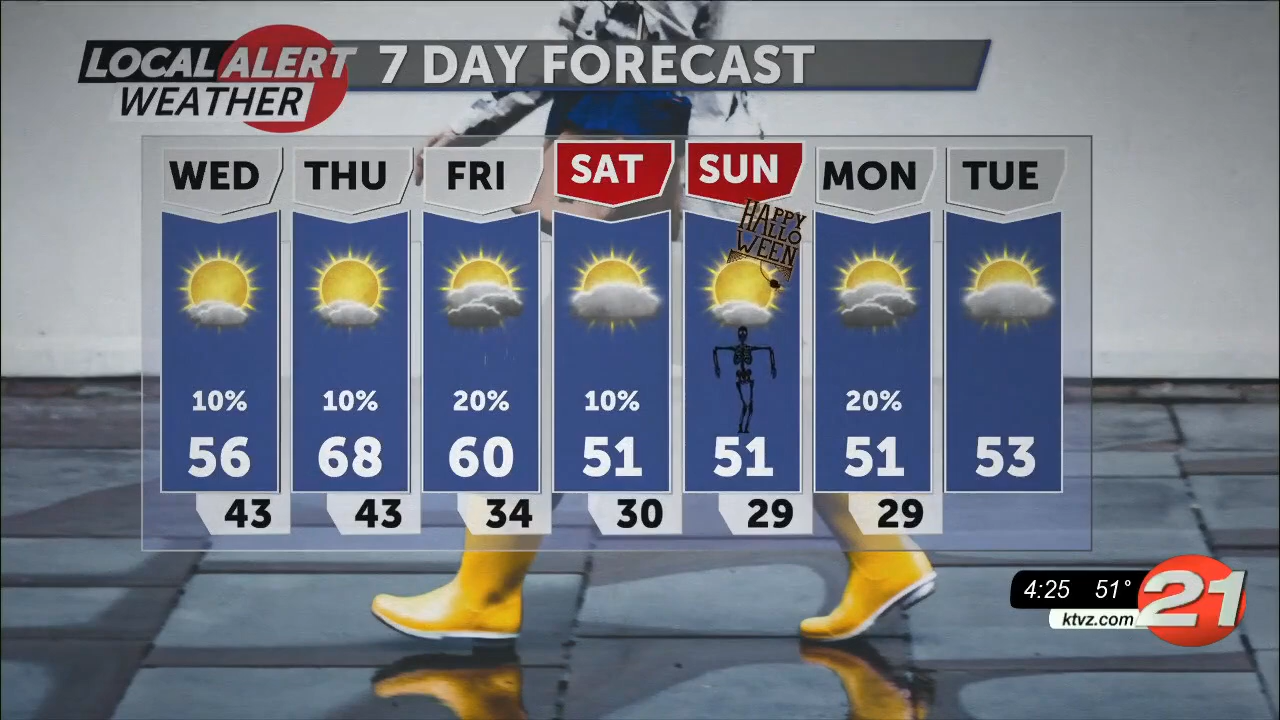 LOCAL ALERT
WEATHER
7 DAY FORECAST
WED THU FRI SAT SUN MON TUE
HAPPY
HALLO
WEEN
10% 10% 20% 10% 20%
56 68 60 51 51 51 53
43 43 34 30 29 29
4:25 51° 21
ktvz.com